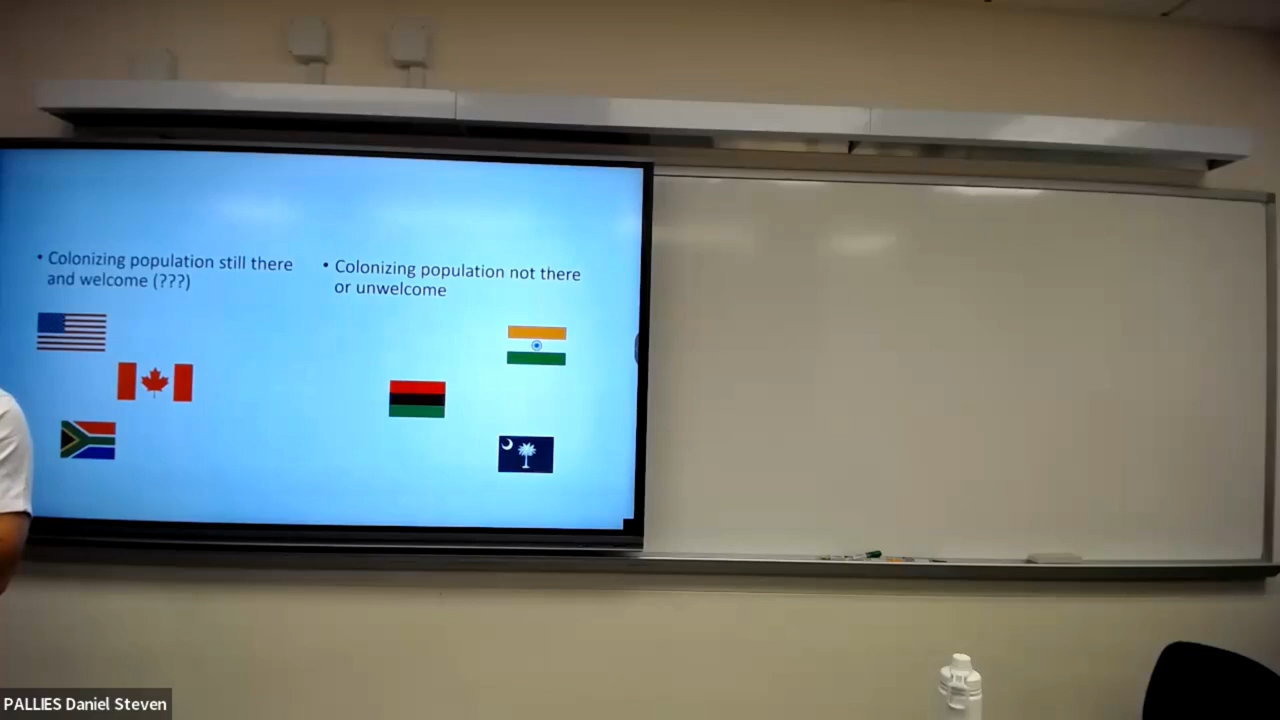 • Colonizing population still there
and welcome (???)
• Colonizing population not there
or unwelcome
PALLIES Daniel Steven